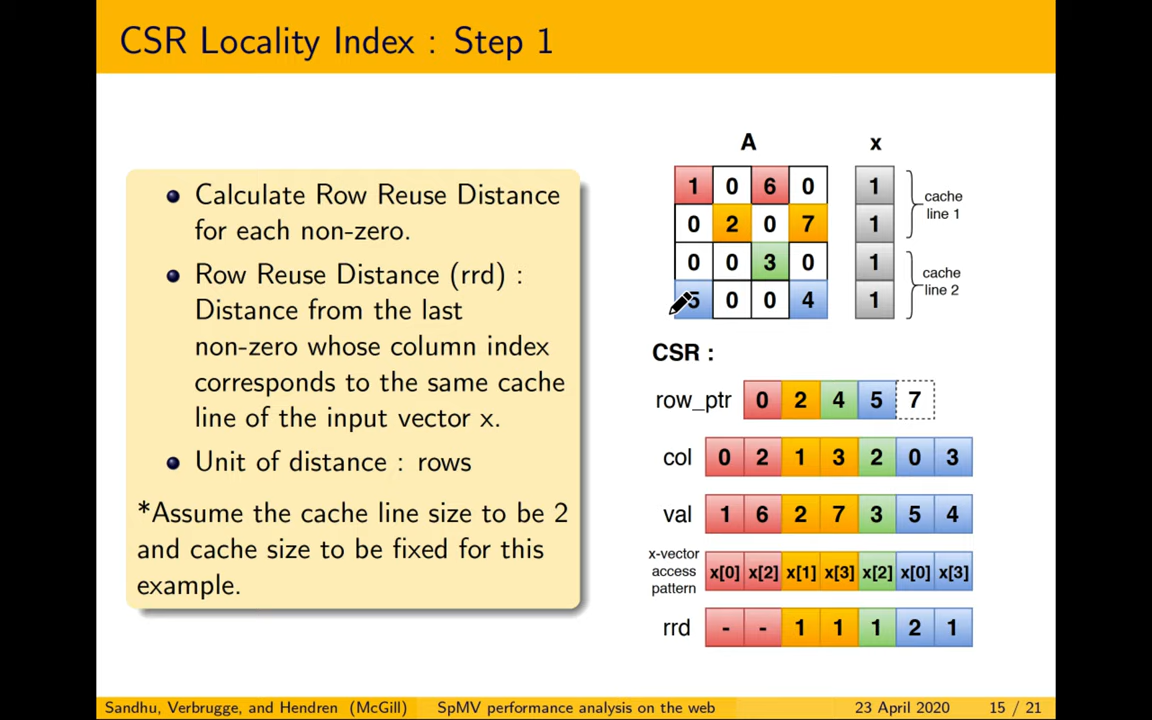 CSR Locality Index : Step 1
Calculate Row Reuse Distance
for each non-zero.
Row Reuse Distance (rrd) :
Distance from the last
non-zero whose column index
corresponds to the same cache
line of the input vector x.
Unit of distance : rows
*Assume the cache line size to be 2
and cache size to be fixed for this
example.
A x
1 0 6 0 1
0 2 0 7 1
cache
line 1
0 0 3 0 1
5 0 0 4 1
cache
line 2
CSR :
row_ptr 0 2 4 5 7
col 0 2 1 3 2 0 3
val 1 6 2 7 3 5 4
x-vector
access
pattern
x[0] x[2] x[1] x[3] x[2] x[0] x[3]
rrd - - 1 1 1 2 1
Sandhu, Verbrugge, and Hendren (McGill) SpMV performance analysis on the web 23 April 2020 15 / 21